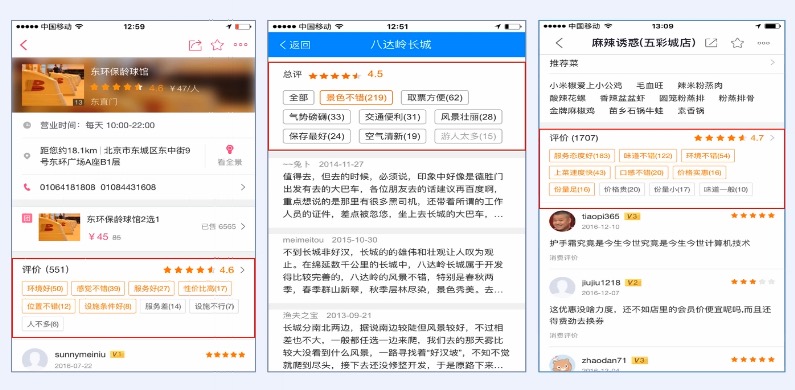 中国移动 12:59
东环保龄球馆
4.6 ¥47/人
13 东直门
营业时间: 每天 10:00-22:00
距您约18.1km | 北京市东城区东中街9
号东环广场A座B1层
看全景
01064181608 01084431608
东环保龄球馆2选1
¥45 85
已售 6565
评价 (551) 4.6
环境好(50) 感觉不错(39) 服务好(27) 性价比高(17)
位置不错(12) 设施条件好(8) 服务差(14) 设施不行(7)
人不多(6)
sunnymeiniu V.1
2016-07-22
中国移动 12:51
返回 八达岭长城
总评 4.5
全部 景色不错(219) 取票方便(62)
气势磅礴(33) 交通便利(31) 风景壮丽(28)
保存最好(24) 空气清新(19) 游人太多(15)
一一兔卜 2014-11-27
值得去,但去的时候,必须说,印象中好像是德胜门
出发有去的大巴车,各位朋友去的话建议再百度啊,
重点想说的是那里有很多黑司机,还带着所谓的工作
人员的证件,差点被忽悠,坐上去长城的大巴车,...
meimeitou 2015-10-30
不到长城非好汉,长城的的雄伟和壮观让人叹为观
止。在绵延数千公里的长城中,八达岭长城属于开发
得比较完善的,八达岭的风景不错,特别是春秋两
季,春季群山新翠,秋季层林尽染,景色秀美。去...
渔夫之宝 2013-09-21
长城分南北两边,据说南边较陡但风景较好,不过相
差也不大。一般都任选一边来爬。我们去的那天雾比
较大没看到什么风景,一路寻找着“好汉坡”,不知不觉
就爬到尽头,接下去还没修整开发,于是原路下来...
中国移动 13:09
麻辣诱惑(五彩城店)
推荐菜
小米椒爱上小公鸡 毛血旺 辣米粉蒸肉
酸辣花螺 香辣盆盆虾 圆笼粉蒸排 粉蒸排骨
金牌麻椒鱼 苗乡石锅牛蛙 汆香锅
评价 (1707) 4.7
服务态度好(183) 味道不错(122) 环境不错(54)
上菜速度快(43) 口感不错(20) 价格实惠(16)
份量足(16) 价格贵(20) 份量小(17) 味道一般(10)
tiaopi365 V3
2016-12-10
护手霜究竟是今生今世究竟是今生今世计算机技术
消费评价
jiujiu1218 V2
2016-12-07
这优惠没啥力度、还不如店里的会员价便宜呢吗,而且还
得费劲去换券
消费评价
zhaodan71 V3
2016-12-04